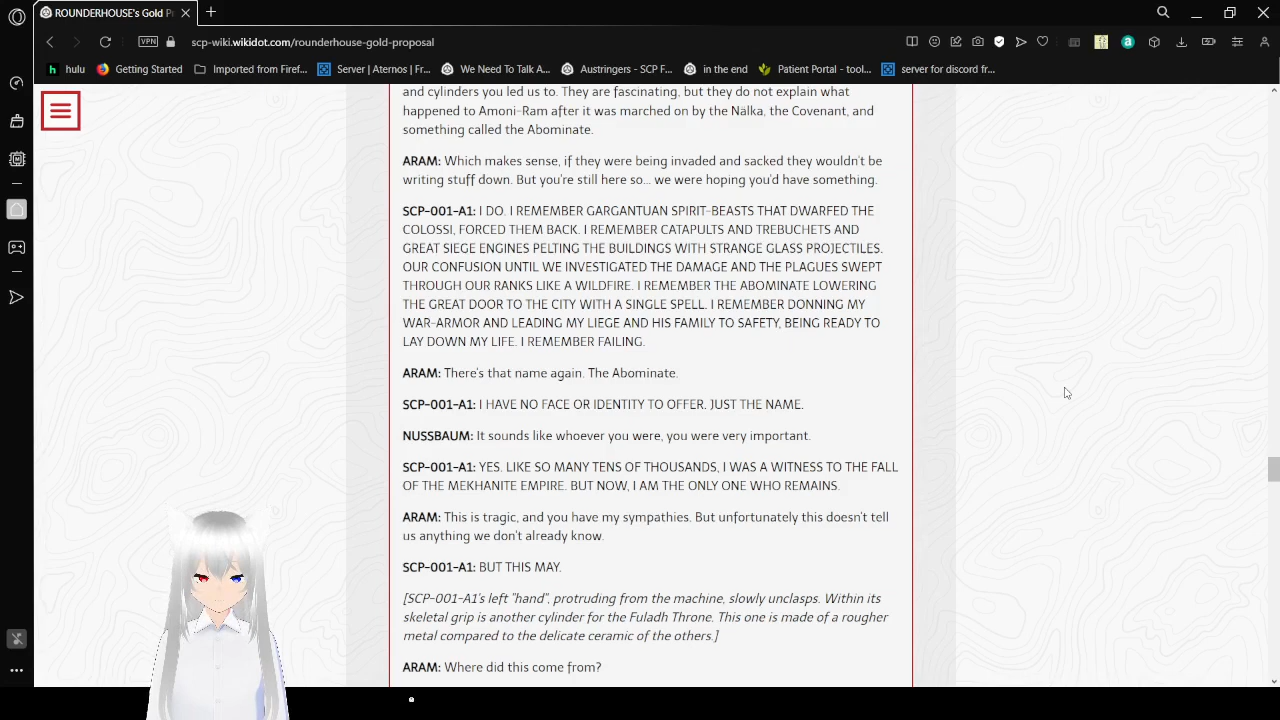 ROUNDERHOUSE's Gold P
scp-wiki.wikidot.com/rounderhouse-gold-proposal
VPN
hulu
Getting Started
Imported from Firef...
Server | Aternos | Fr...
We Need To Talk A...
Austringers - SCP F...
in the end
Patient Portal - tool...
server for discord fr...
and cylinders you led us to. They are fascinating, but they do not explain what
happened to Amoni-Ram after it was marched on by the Nälka, the Covenant, and
something called the Abominate.
ARAM: Which makes sense, if they were being invaded and sacked they wouldn't be
writing stuff down. But you're still here so... we were hoping you'd have something.
SCP-001-A1: I DO. I REMEMBER GARGANTUAN SPIRIT-BEASTS THAT DWARFED THE
COLOSSI, FORCED THEM BACK. I REMEMBER CATAPULTS AND TREBUCHETS AND
GREAT SIEGE ENGINES PELTING THE BUILDINGS WITH STRANGE GLASS PROJECTILES.
OUR CONFUSION UNTIL WE INVESTIGATED THE DAMAGE AND THE PLAGUES SWEPT
THROUGH OUR RANKS LIKE A WILDFIRE. I REMEMBER THE ABOMINATE LOWERING
THE GREAT DOOR TO THE CITY WITH A SINGLE SPELL. I REMEMBER DONNING MY
WAR-ARMOR AND LEADING MY LIEGE AND HIS FAMILY TO SAFETY, BEING READY TO
LAY DOWN MY LIFE. I REMEMBER FAILING.
ARAM: There's that name again. The Abominate.
SCP-001-A1: I HAVE NO FACE OR IDENTITY TO OFFER. JUST THE NAME.
NUSSBAUM: It sounds like whoever you were, you were very important.
SCP-001-A1: YES. LIKE SO MANY TENS OF THOUSANDS, I WAS A WITNESS TO THE FALL
OF THE MEKHANITE EMPIRE. BUT NOW, I AM THE ONLY ONE WHO REMAINS.
ARAM: This is tragic, and you have my sympathies. But unfortunately this doesn't tell
us anything we don't already know.
SCP-001-A1: BUT THIS MAY.
[SCP-001-A1's left "hand", protruding from the machine, slowly unclasps. Within its
skeletal grip is another cylinder for the Fuladh Throne. This one is made of a rougher
metal compared to the delicate ceramic of the others.]
ARAM: Where did this come from?